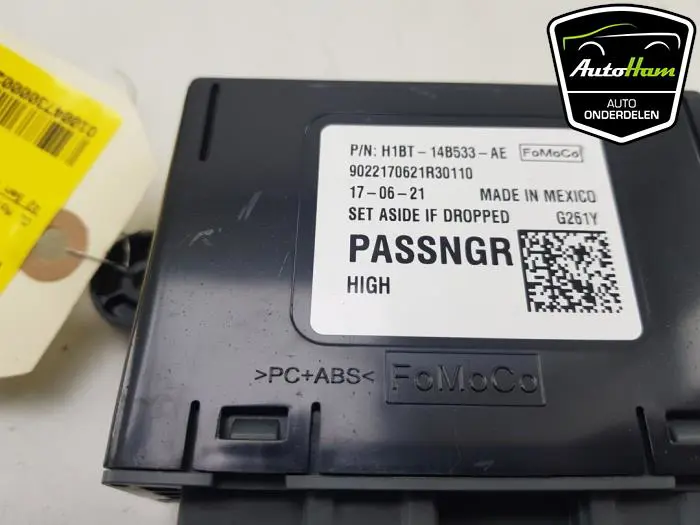 AutoHam
AUTO
ONDERDELEN
P/N: H1BT-14B533-AE FoMoCo
9022170621R30110
17-06-21 MADE IN MEXICO
SET ASIDE IF DROPPED G261Y
PASSNGR
HIGH
>PC+ABS< FoMoCo